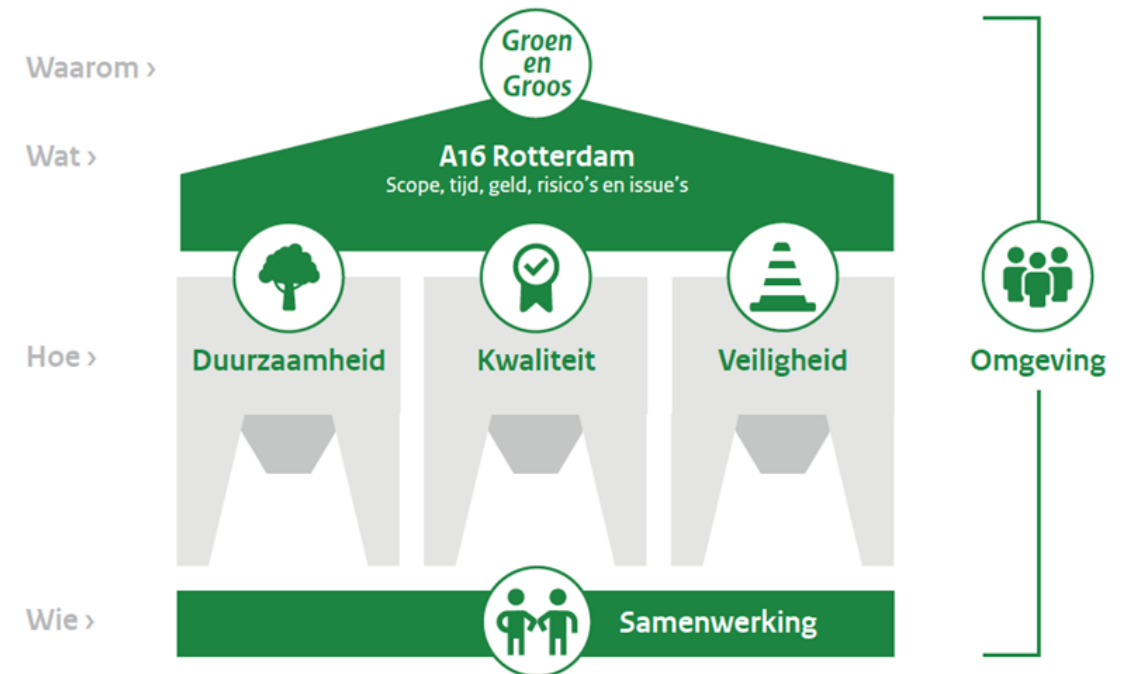 Waarom ›
Groen
en
Groos
Wat ›
A16 Rotterdam
Scope, tijd, geld, risico's en issue's
Hoe ›
Duurzaamheid
Kwaliteit
Veiligheid
Omgeving
Wie ›
Samenwerking